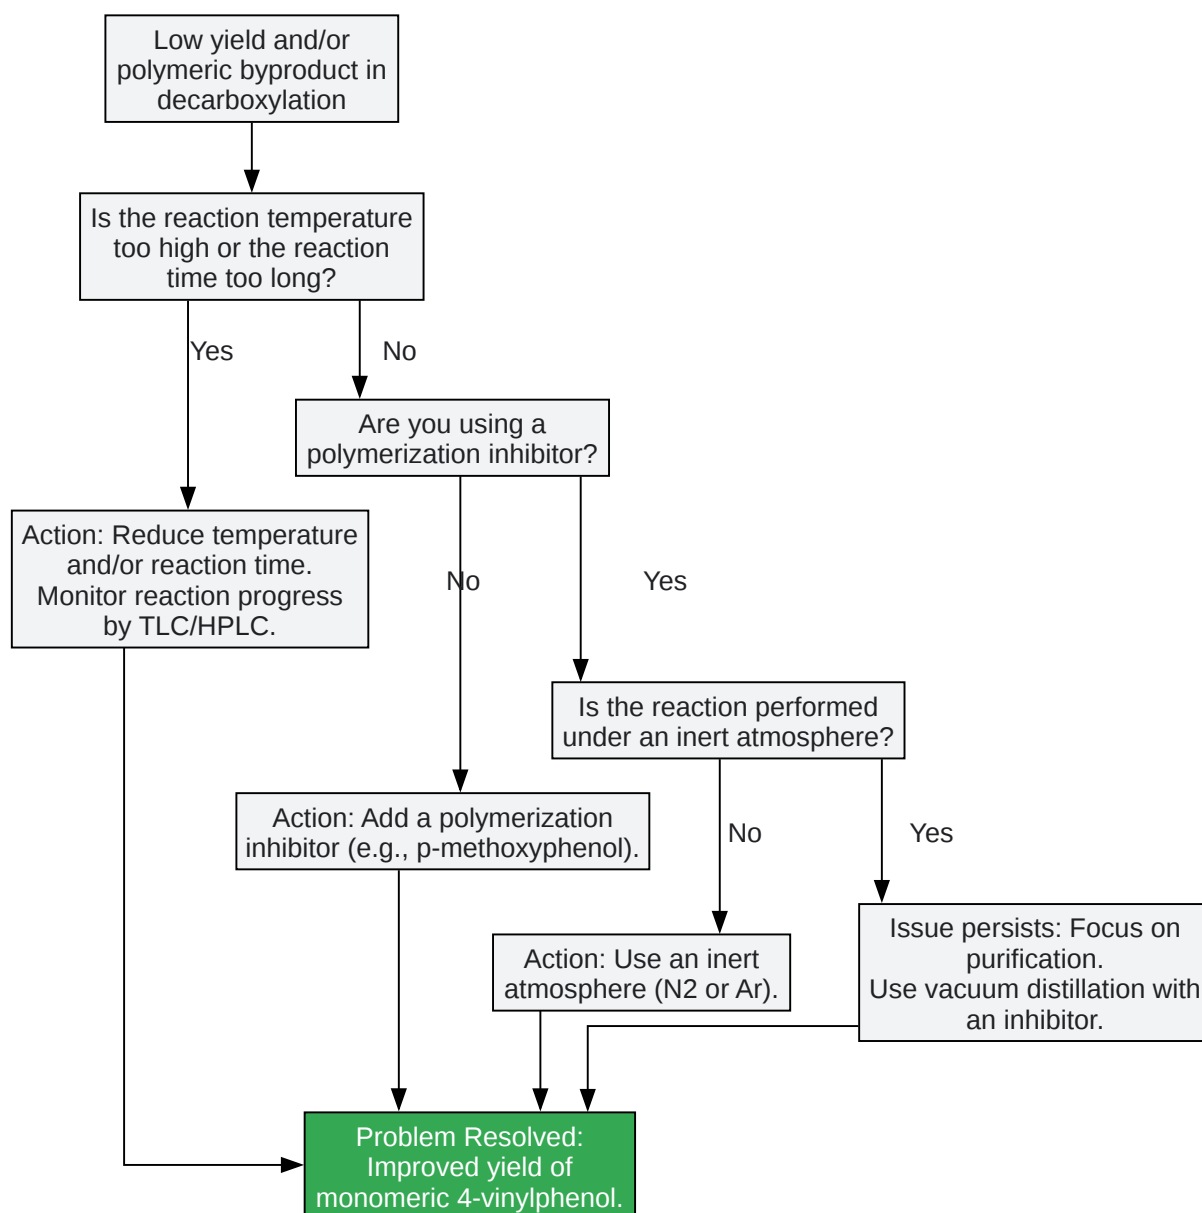 Low yield and/or
polymeric byproduct in
decarboxylation
Is the reaction temperature
too high or the reaction
time too long?
Yes
No
Are you using a
polymerization inhibitor?
Action: Reduce temperature
and/or reaction time.
Monitor reaction progress
by TLC/HPLC.
No
Yes
Is the reaction performed
under an inert atmosphere?
Action: Add a polymerization
inhibitor (e.g., p-methoxyphenol).
No
Yes
Issue persists: Focus on
purification.
Use vacuum distillation with
an inhibitor.
Action: Use an inert
atmosphere (N2 or Ar).
Problem Resolved:
Improved yield of
monomeric 4-vinylphenol.